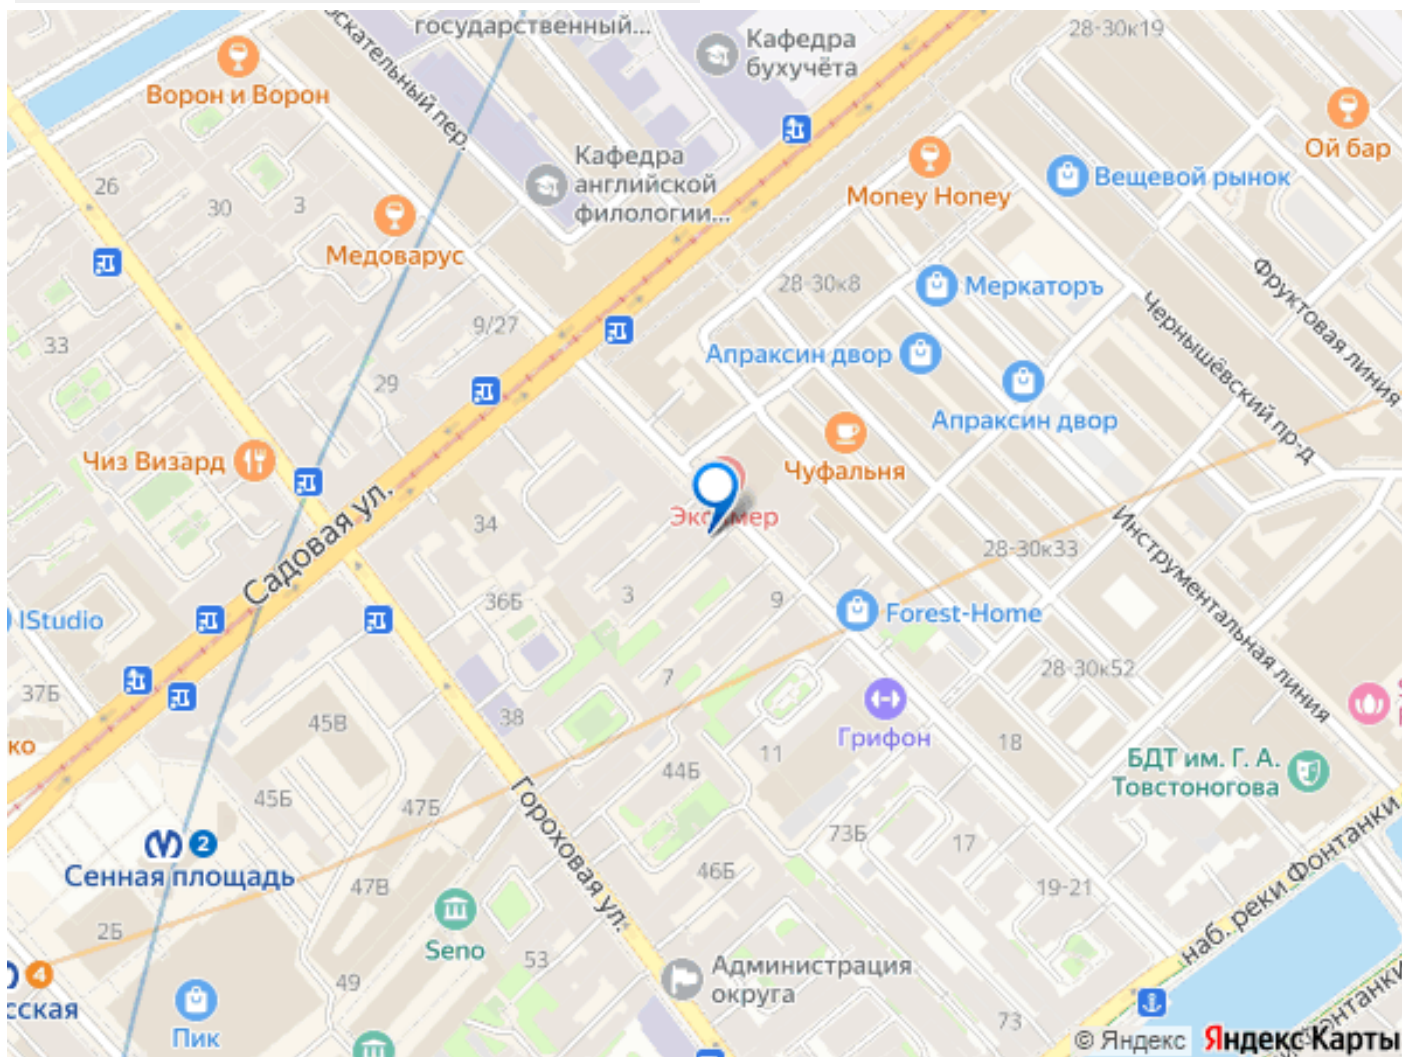 государственный...
Кафедра
бухучёта
28-30к19
Ворон и Ворон
Ой бар
Кафедра
английской
филологии...
Money Honey
Вещевой рынок
26
30
3
Медоварус
28-30к8
Меркаторъ
Фруктовая линия
Чернышёвский пр-д
9/27
33
29
Апраксин двор
Апраксин двор
Чиз Визард
Чуфальня
Садовая ул.
34
28-30к33
Инструментальная линия
IStudio
36Б
3
9
Forest-Home
7
28-30к52
37Б
45В
38
Грифон
18
11
44Б
БДТ им. Г. А.
Товстоногова
45Б
47Б
Гороховая ул.
73Б
17
2
Сенная площадь
47В
46Б
19-21
наб. реки Фонтанки
2Б
Seno
53
Администрация
округа
4
49
Пик
73
© Яндекс Яндекс Карты